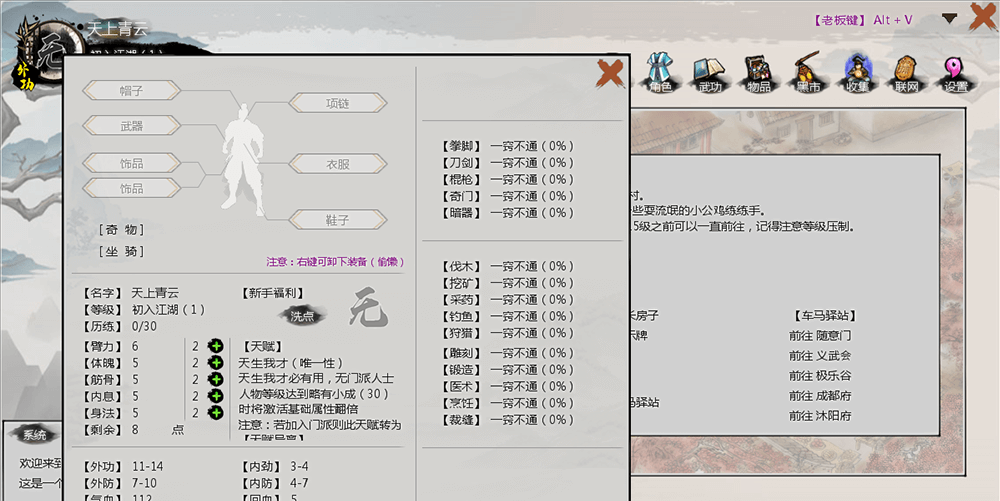 天上青云
【老板键】 Alt + V
初入江湖 ( 1 )
无
外功
角色
武功
物品
黑市
收集
联网
设置
帽子
武器
饰品
饰品
项链
衣服
鞋子
[ 奇 物 ]
[ 坐 骑 ]
注意：右键可卸下装备（偷懒）
【名字】 天上青云
【等级】 初入江湖 ( 1 )
【历练】 0/30
【新手福利】
洗点
无
【臂力】 6 2
【体魄】 5 2
【筋骨】 5 2
【内息】 5 2
【身法】 5 2
【剩余】 8 点
【天赋】
天生我才（唯一性）
天生我才必有用，无门派人士
人物等级达到略有小成（30）
时将激活基础属性翻倍
注意：若加入门派则此天赋转为
【外功】 11-14
【外防】 7-10
【气血】 112
【内劲】 3-4
【内防】 4-7
【回血】 5
【拳脚】 一窍不通 ( 0% )
【刀剑】 一窍不通 ( 0% )
【棍枪】 一窍不通 ( 0% )
【奇门】 一窍不通 ( 0% )
【暗器】 一窍不通 ( 0% )
【伐木】 一窍不通 ( 0% )
【挖矿】 一窍不通 ( 0% )
【采药】 一窍不通 ( 0% )
【钓鱼】 一窍不通 ( 0% )
【狩猎】 一窍不通 ( 0% )
【雕刻】 一窍不通 ( 0% )
【锻造】 一窍不通 ( 0% )
【医术】 一窍不通 ( 0% )
【烹饪】 一窍不通 ( 0% )
【裁缝】 一窍不通 ( 0% )
村。
些耍流氓的小公鸡练练手。
5级之前可以一直前往，记得注意等级压制。
长房子
示牌
马驿站
【车马驿站】
前往 随意门
前往 义武会
前往 极乐谷
前往 成都府
前往 沐阳府
系统
欢迎来到
这是一个